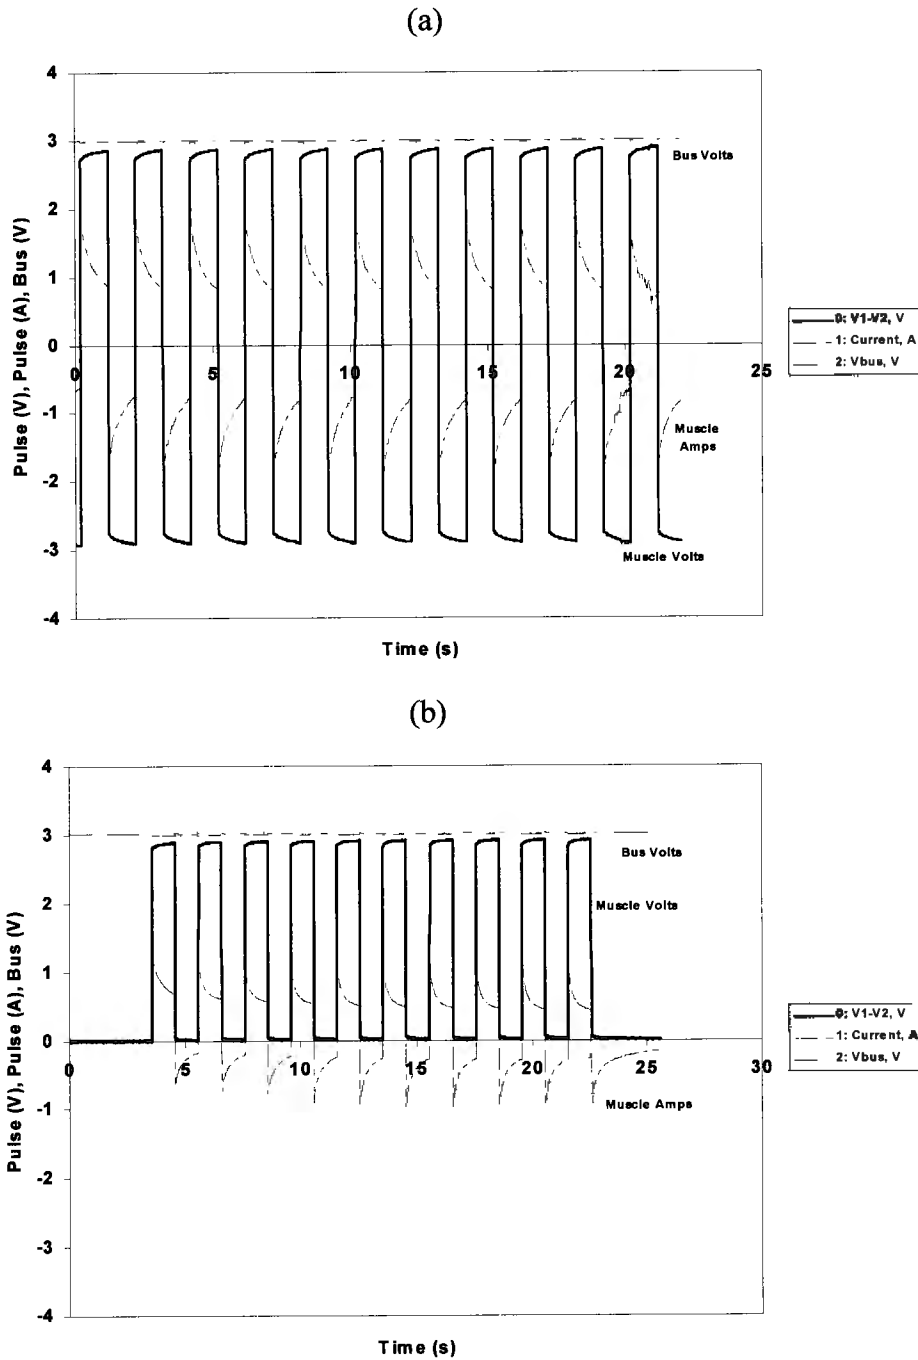 (a)
4
3
2
1
0
-1
-2
-3
-4
0
5
10
15
20
25
Pulse (V), Pulse (A), Bus (V)
Time (s)
Bus Volts
Muscle
Amps
Muscle Volts
0: V1-V2, V
1: Current, A
2: Vbus, V
(b)
4
3
2
1
0
-1
-2
-3
-4
0
5
10
15
20
25
30
Pulse (V), Pulse (A), Bus (V)
Time (s)
Bus Volts
Muscle Volts
Muscle Amps
0: V1-V2, V
1: Current, A
2: Vbus, V